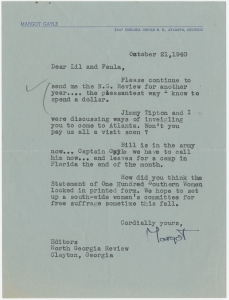 MARGOT GAYLE
October 21, 1940
Dear Lil and Paula,
Please continue to
send me the N.G. Review for another
year.... the pleasantest way I know to
spend a dollar.
Jimmy Tipton and I
were discussing ways of inveigling
you to come to Atlanta. Won't you
pay us all a visit soon ?
Bill is in the army
now... Captain Gayle we have to call
him now... and leaves for a camp in
Florida the end of the month.
How did you think the
Statement of One Hundred Southern Women
looked in printed form. We hope to set
up a south-wide women's committee for
free suffrage sometime this fall.
Cordially yours,
Margot
Editors
North Georgia Review
Clayton, Georgia